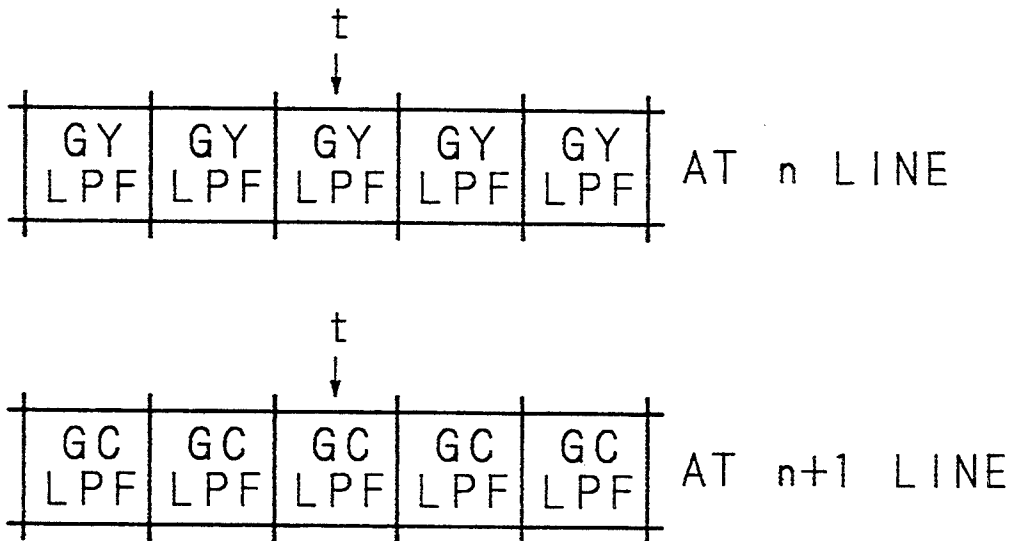 t
GY GY GY GY GY
LPF LPF LPF LPF LPF
AT n LINE
t
GC GC GC GC GC
LPF LPF LPF LPF LPF
AT n+1 LINE